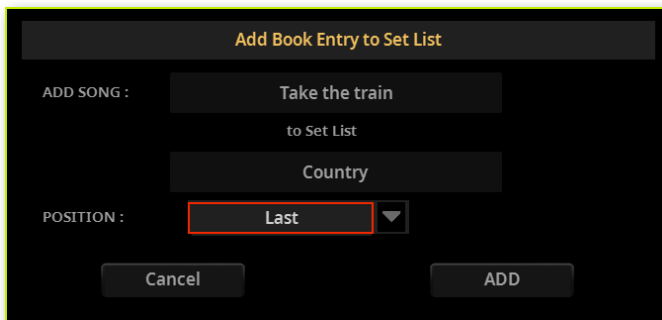 Add Book Entry to Set List
ADD SONG : Take the train
to Set List
Country
POSITION : Last
Cancel ADD